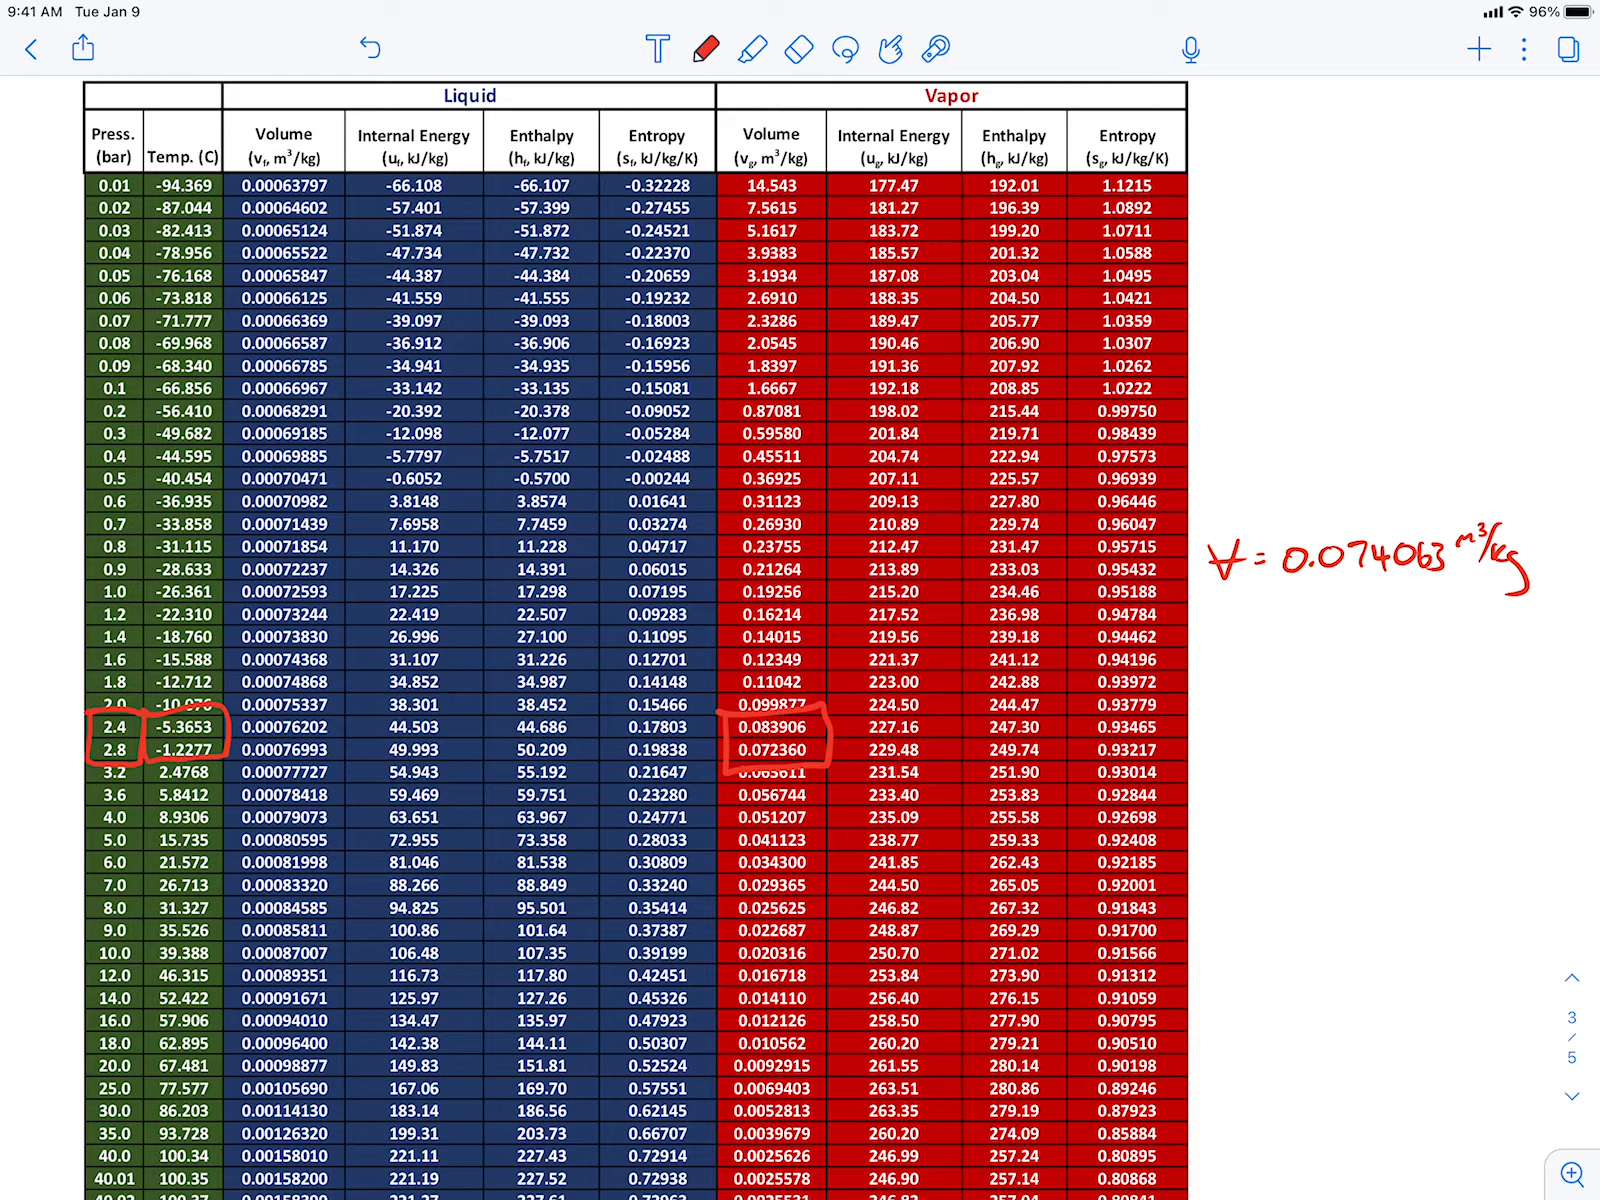 9:41 AM Tue Jan 9 96%
Liquid Vapor
Press. (bar) Temp. (C) Volume (vf, m³/kg) Internal Energy (uf, kJ/kg) Enthalpy (hf, kJ/kg) Entropy (sf, kJ/kg/K) Volume (vg, m³/kg) Internal Energy (ug, kJ/kg) Enthalpy (hg, kJ/kg) Entropy (sg, kJ/kg/K)
0.01 -94.369 0.00063797 -66.108 -66.107 -0.32228 14.543 177.47 192.01 1.1215
0.02 -87.044 0.00064602 -57.401 -57.399 -0.27455 7.5615 181.27 196.39 1.0892
0.03 -82.413 0.00065124 -51.874 -51.872 -0.24521 5.1617 183.72 199.20 1.0711
0.04 -78.956 0.00065522 -47.734 -47.732 -0.22370 3.9383 185.57 201.32 1.0588
0.05 -76.168 0.00065847 -44.387 -44.384 -0.20659 3.1934 187.08 203.04 1.0495
0.06 -73.818 0.00066125 -41.559 -41.555 -0.19232 2.6910 188.35 204.50 1.0421
0.07 -71.777 0.00066369 -39.097 -39.093 -0.18003 2.3286 189.47 205.77 1.0359
0.08 -69.968 0.00066587 -36.912 -36.906 -0.16923 2.0545 190.46 206.90 1.0307
0.09 -68.340 0.00066785 -34.941 -34.935 -0.15956 1.8397 191.36 207.92 1.0262
0.1 -66.856 0.00066967 -33.142 -33.135 -0.15081 1.6667 192.18 208.85 1.0222
0.2 -56.410 0.00068291 -20.392 -20.378 -0.09052 0.87081 198.02 215.44 0.99750
0.3 -49.682 0.00069185 -12.098 -12.077 -0.05284 0.59580 201.84 219.71 0.98439
0.4 -44.595 0.00069885 -5.7797 -5.7517 -0.02488 0.45511 204.74 222.94 0.97573
0.5 -40.454 0.00070471 -0.6052 -0.5700 -0.00244 0.36925 207.11 225.57 0.96939
0.6 -36.935 0.00070982 3.8148 3.8574 0.01641 0.31123 209.13 227.80 0.96446
0.7 -33.858 0.00071439 7.6958 7.7459 0.03274 0.26930 210.89 229.74 0.96047
0.8 -31.115 0.00071854 11.170 11.228 0.04717 0.23755 212.47 231.47 0.95715
0.9 -28.633 0.00072237 14.326 14.391 0.06015 0.21264 213.89 233.03 0.95432
1.0 -26.361 0.00072593 17.225 17.298 0.07195 0.19256 215.20 234.46 0.95188
1.2 -22.310 0.00073244 22.419 22.507 0.09283 0.16214 217.52 236.98 0.94784
1.4 -18.760 0.00073830 26.996 27.100 0.11095 0.14015 219.56 239.18 0.94462
1.6 -15.588 0.00074368 31.107 31.226 0.12701 0.12349 221.37 241.12 0.94196
1.8 -12.712 0.00074868 34.852 34.987 0.14148 0.11042 223.00 242.88 0.93972
2.0 -10.076 0.00075337 38.301 38.452 0.15466 0.099877 224.50 244.47 0.93779
2.4 -5.3653 0.00076202 44.503 44.686 0.17803 0.083906 227.16 247.30 0.93465
2.8 -1.2277 0.00076993 49.993 50.209 0.19838 0.072360 229.48 249.74 0.93217
3.2 2.4768 0.00077727 54.943 55.192 0.21647 0.063611 231.54 251.90 0.93014
3.6 5.8412 0.00078418 59.469 59.751 0.23280 0.056744 233.40 253.83 0.92844
4.0 8.9306 0.00079073 63.651 63.967 0.24771 0.051207 235.09 255.58 0.92698
5.0 15.735 0.00080595 72.955 73.358 0.28033 0.041123 238.77 259.33 0.92408
6.0 21.572 0.00081998 81.046 81.538 0.30809 0.034300 241.85 262.43 0.92185
7.0 26.713 0.00083320 88.266 88.849 0.33240 0.029365 244.50 265.05 0.92001
8.0 31.327 0.00084585 94.825 95.501 0.35414 0.025625 246.82 267.32 0.91843
9.0 35.526 0.00085811 100.86 101.64 0.37387 0.022687 248.87 269.29 0.91700
10.0 39.388 0.00087007 106.48 107.35 0.39199 0.020316 250.70 271.02 0.91566
12.0 46.315 0.00089351 116.73 117.80 0.42451 0.016718 253.84 273.90 0.91312
14.0 52.422 0.00091671 125.97 127.26 0.45326 0.014110 256.40 276.15 0.91059
16.0 57.906 0.00094010 134.47 135.97 0.47923 0.012126 258.50 277.90 0.90795
18.0 62.895 0.00096400 142.38 144.11 0.50307 0.010562 260.20 279.21 0.90510
20.0 67.481 0.00098877 149.83 151.81 0.52524 0.0092915 261.55 280.14 0.90198
25.0 77.577 0.00105690 167.06 169.70 0.57551 0.0069403 263.51 280.86 0.89246
30.0 86.203 0.00114130 183.14 186.56 0.62145 0.0052813 263.35 279.19 0.87923
35.0 93.728 0.00126320 199.31 203.73 0.66707 0.0039679 260.20 274.09 0.85884
40.0 100.34 0.00158010 221.11 227.43 0.72914 0.0025626 246.99 257.24 0.80895
40.01 100.35 0.00158200 221.19 227.52 0.72938 0.0025578 246.90 257.14 0.80868
V = 0.074063 m³/kg
3 / 5